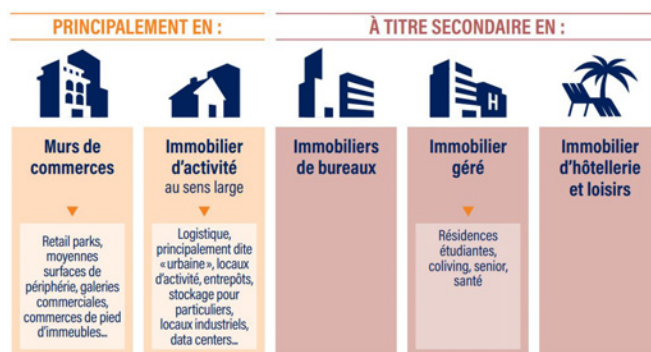 PRINCIPALEMENT EN :
À TITRE SECONDAIRE EN :
H
Murs de
commerces
Retail parks,
moyennes
surfaces de
périphérie, galeries
commerciales,
commerces de pied
d'immeubles...
Immobilier
d'activité
au sens large
Logistique,
principalement dite
« urbaine », locaux
d'activité, entrepôts,
stockage pour
particuliers,
locaux industriels,
data centers...
Immobiliers
de bureaux
Immobilier
géré
Résidences
étudiantes,
coliving, senior,
santé
Immobilier
d'hôtellerie
et loisirs